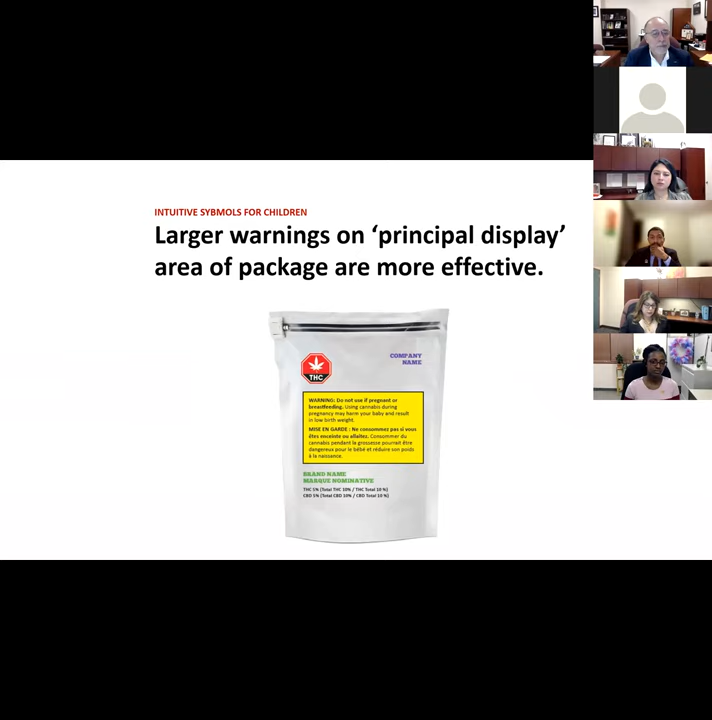 INTUITIVE SYBMOLS FOR CHILDREN
Larger warnings on ‘principal display’
area of package are more effective.
THC
COMPANY
NAME
WARNING: Do not use if pregnant or
breastfeeding. Using cannabis during
pregnancy may harm your baby and result
in low birth weight.
MISE EN GARDE : Ne consommez pas si vous
êtes enceinte ou allaitez. Consommer du
cannabis pendant la grossesse pourrait être
dangereux pour le bébé et réduire son poids
à la naissance.
BRAND NAME
MARQUE NOMINATIVE
THC 5% (Total THC 10% / THC Total 10 %)
CBD 5% (Total CBD 10% / CBD Total 10 %)